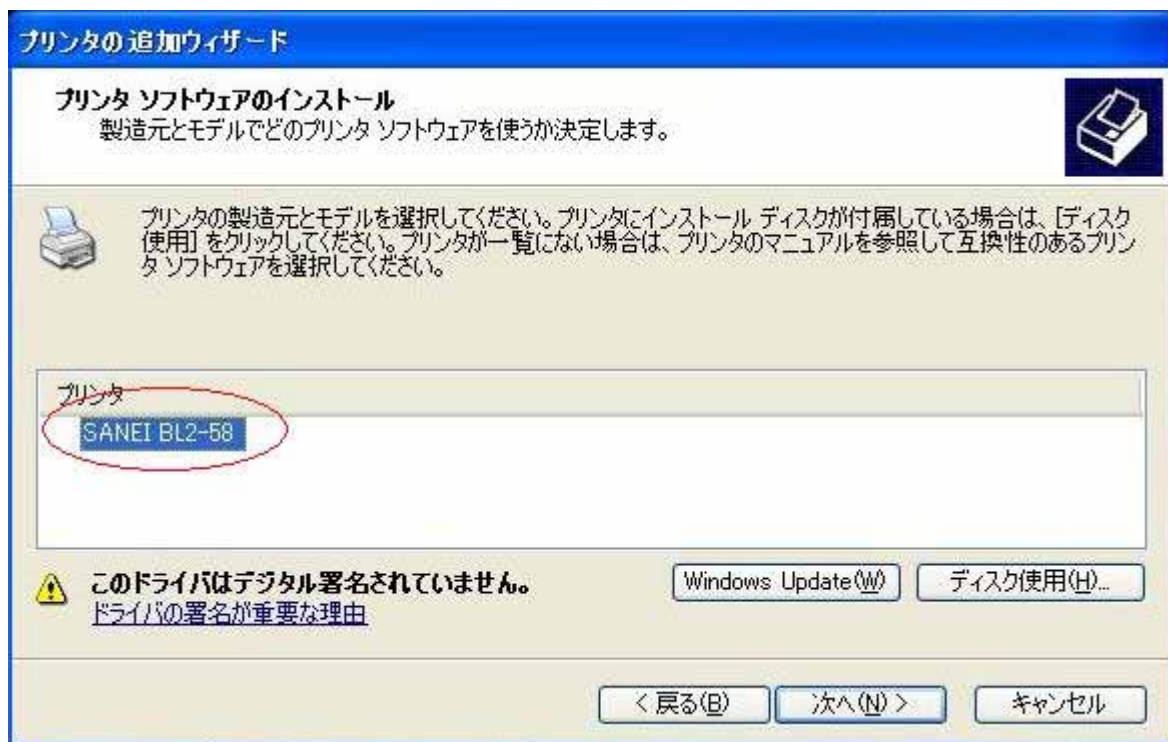 プリンタの追加ウィザード
プリンタ ソフトウェアのインストール
製造元とモデルでどのプリンタ ソフトウェアを使うか決定します。
プリンタの製造元とモデルを選択してください。プリンタにインストール ディスクが付属している場合は、[ディスク
使用] をクリックしてください。プリンタが一覧にない場合は、プリンタのマニュアルを参照して互換性のあるプリン
タ ソフトウェアを選択してください。
プリンタ
SANEI BL2-58
このドライバはデジタル署名されていません。
ドライバの署名が重要な理由
Windows Update(W)
ディスク使用(H)...
< 戻る(B)
次へ(N) >
キャンセル